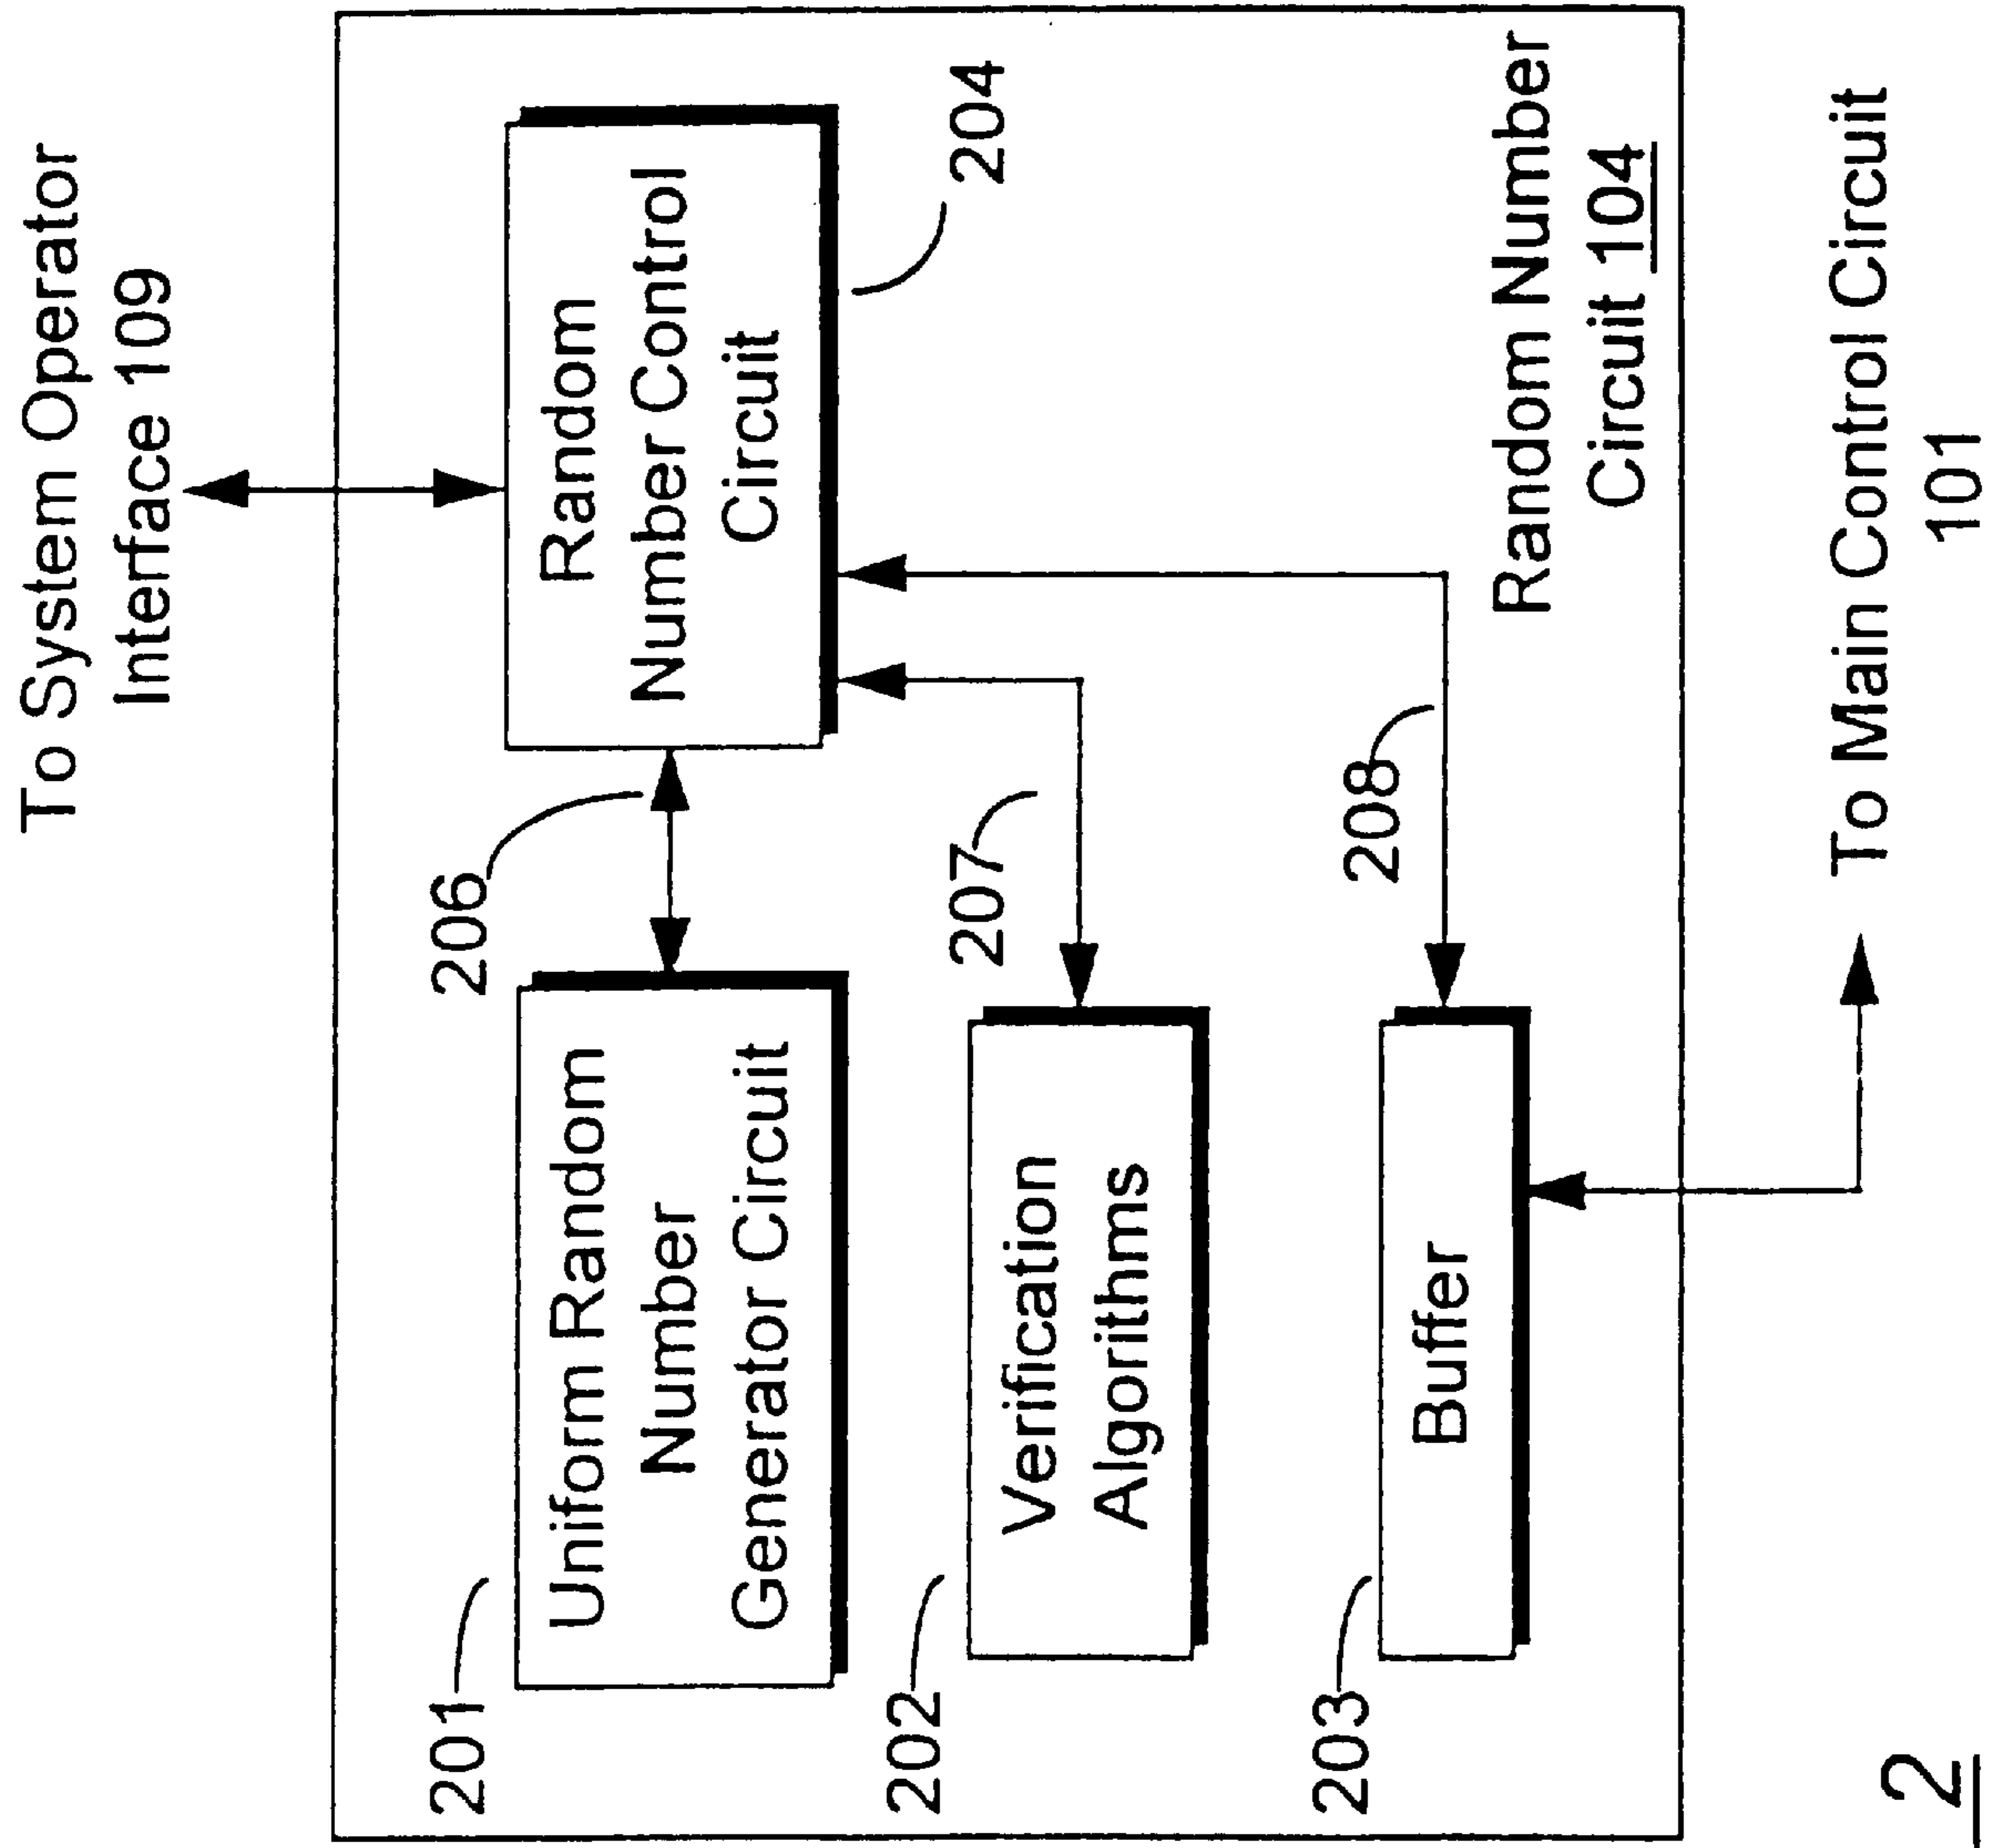 To System Operator
Interface 109
201
Uniform Random
Number
Generator Circuit
206
Random
Number Control
Circuit
204
202
Verification
Algorithms
207
203
Buffer
208
Random Number
Circuit 104
To Main Control Circuit
101
2